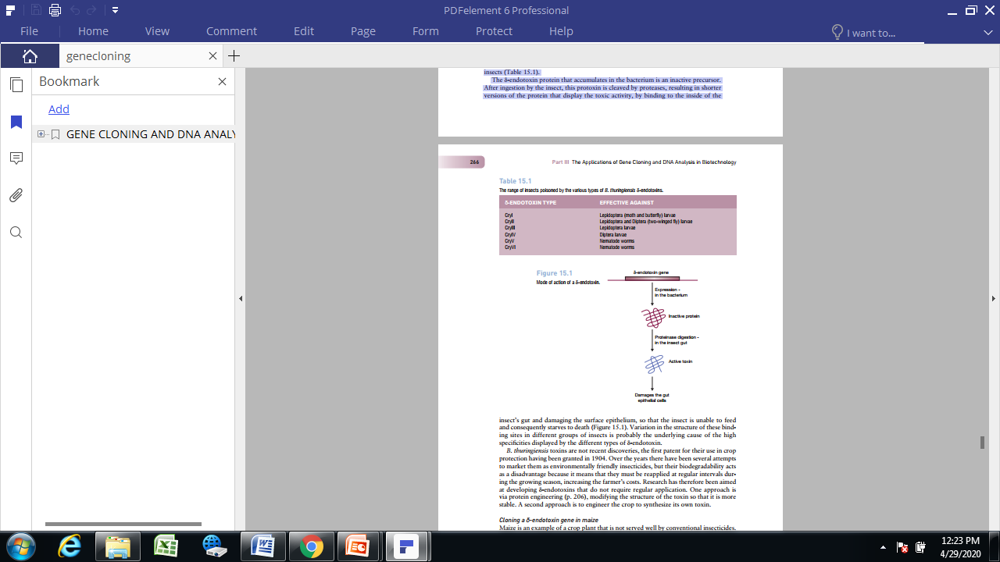 PDFelement 6 Professional
File Home View Comment Edit Page Form Protect Help I want to...
genecloning
Bookmark
Add
GENE CLONING AND DNA ANALY
insects (Table 15.1).
The δ-endotoxin protein that accumulates in the bacterium is an inactive precursor.
After ingestion by the insect, this protoxin is cleaved by proteases, resulting in shorter
versions of the protein that display the toxic activity, by binding to the inside of the
266 Part III The Applications of Gene Cloning and DNA Analysis in Biotechnology
Table 15.1
The range of insects poisoned by the various types of B. thuringiensis δ-endotoxins.
δ-ENDOTOXIN TYPE EFFECTIVE AGAINST
CryI Lepidoptera (moth and butterfly) larvae
CryII Lepidoptera and Diptera (two-winged fly) larvae
CryIII Lepidoptera larvae
CryIV Diptera larvae
CryV Nematode worms
CryVI Nematode worms
Figure 15.1
Mode of action of a δ-endotoxin.
δ-endotoxin gene
Expression -
in the bacterium
Inactive protein
Proteinase digestion -
in the insect gut
Active toxin
Damages the gut
epithelial cells
insect's gut and damaging the surface epithelium, so that the insect is unable to feed
and consequently starves to death (Figure 15.1). Variation in the structure of these bind-
ing sites in different groups of insects is probably the underlying cause of the high
specificities displayed by the different types of δ-endotoxin.
B. thuringiensis toxins are not recent discoveries, the first patent for their use in crop
protection having been granted in 1904. Over the years there have been several attempts
to market them as environmentally friendly insecticides, but their biodegradability acts
as a disadvantage because it means that they must be reapplied at regular intervals dur-
ing the growing season, increasing the farmer's costs. Research has therefore been aimed
at developing δ-endotoxins that do not require regular application. One approach is
via protein engineering (p. 206), modifying the structure of the toxin so that it is more
stable. A second approach is to engineer the crop to synthesize its own toxin.
Cloning a δ-endotoxin gene in maize
Maize is an example of a crop plant that is not served well by conventional insecticides.
12:23 PM
4/29/2020